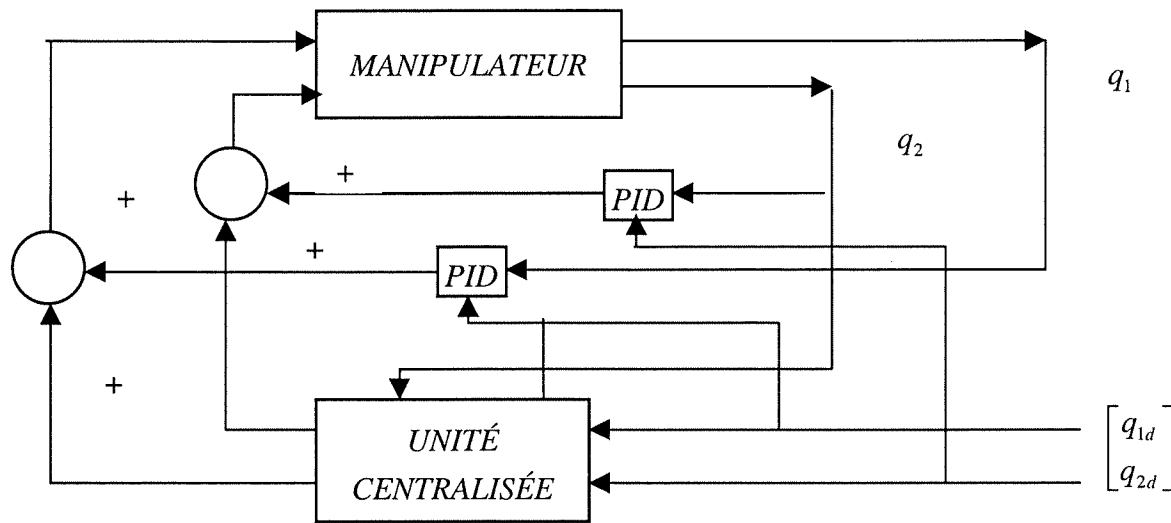 MANIPULATEUR
q₁
q₂
+
+
PID
+
PID
+
UNITÉ
CENTRALISÉE
[q₁d
q₂d]